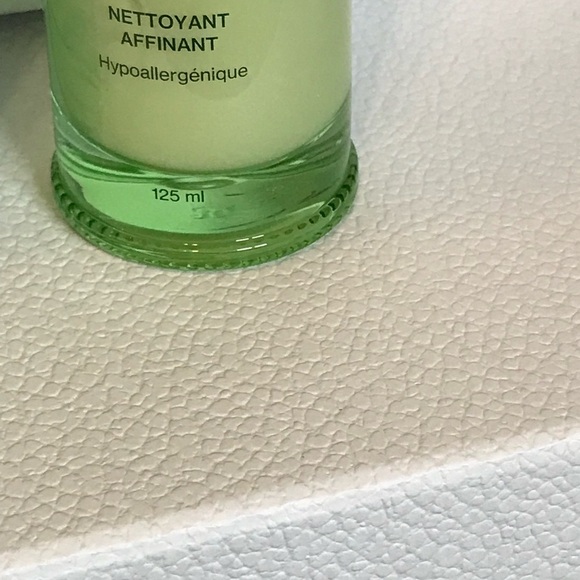 NETTOYANT
AFFINANT
Hypoallergénique
125 ml